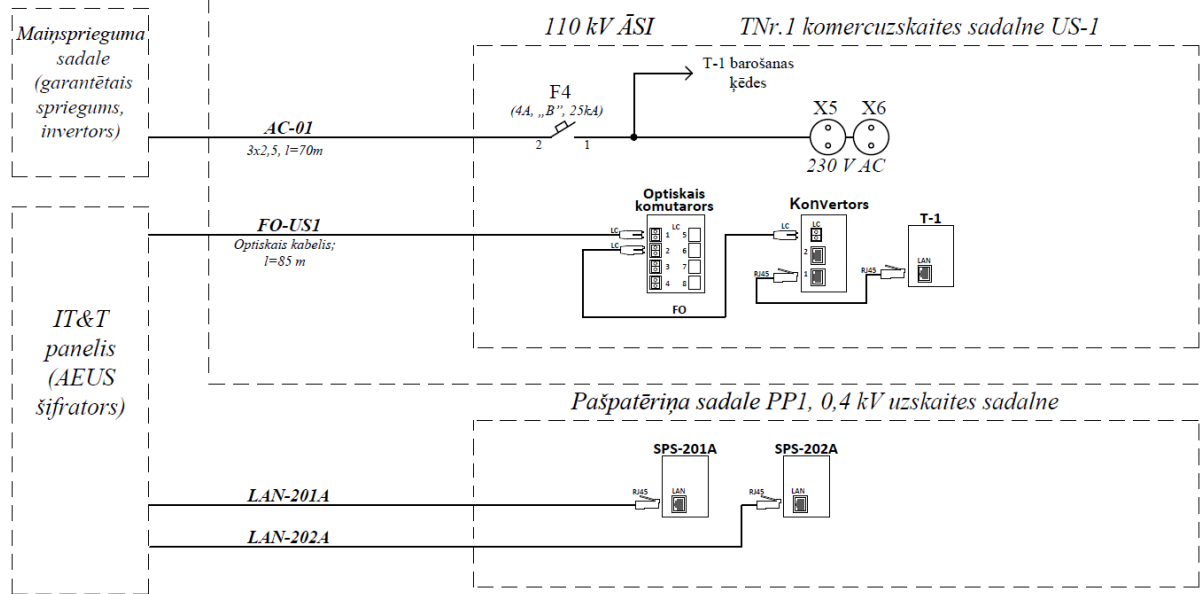 Maiņsprieguma
sadale
(garantētais
spriegums,
invertors)
110 kV ĀSI
TNr.1 komercuzskaites sadalne US-1
T-1 barošanas
ķēdes
F4
(4A, „B”, 25kA)
2
1
X5
X6
230 V AC
AC-01
3x2,5, l=70m
IT&T
panelis
(AEUS
šifrators)
FO-US1
Optiskais kabelis;
l=85 m
Optiskais
komutarors
LC
LC
LC
1
2
3
4
5
6
7
8
FO
Konvertors
LC
LC
2
1
RJ45
RJ45
T-1
LAN
Pašpatēriņa sadale PP1, 0,4 kV uzskaites sadalne
SPS-201A
SPS-202A
RJ45
LAN
RJ45
LAN
LAN-201A
LAN-202A